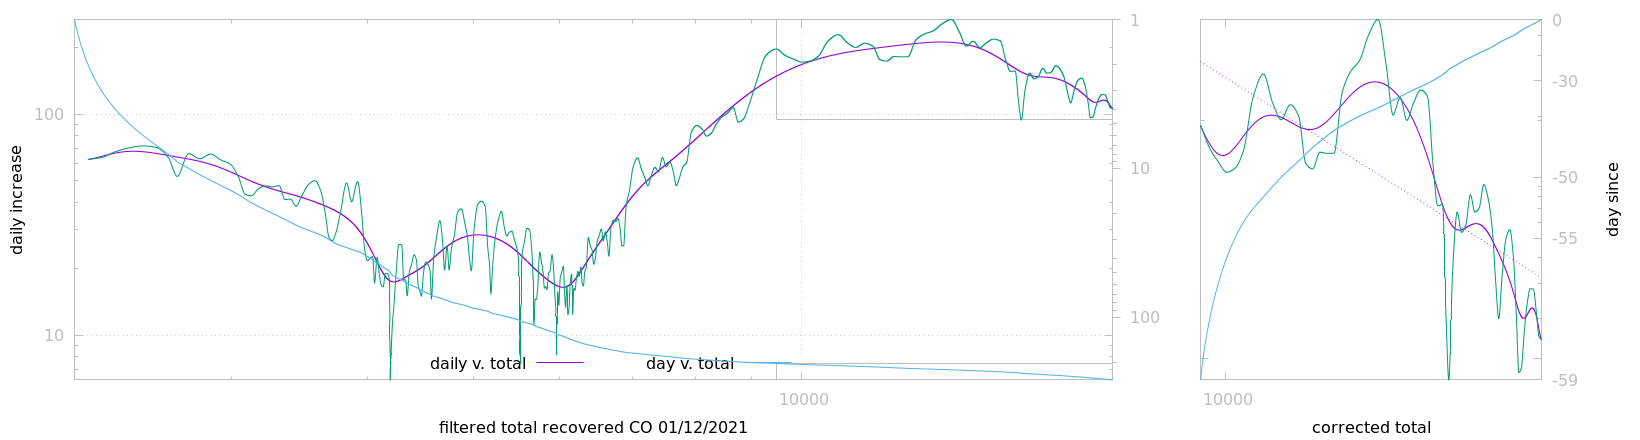 daily increase
100
10
10000
1
10
100
daily v. total
day v. total
filtered total recovered CO 01/12/2021
0
-30
-50
-55
-59
day since
10000
corrected total